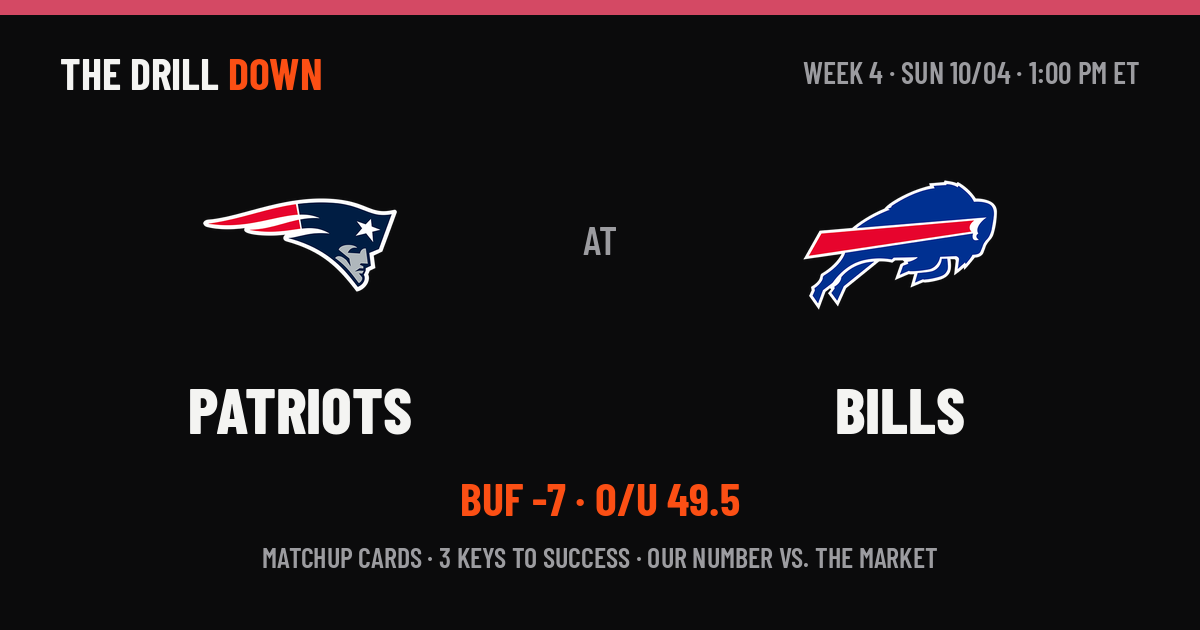 THE DRILL DOWN
WEEK 4 · SUN 10/04 · 1:00 PM ET
AT
PATRIOTS
BILLS
BUF -7 · O/U 49.5
MATCHUP CARDS · 3 KEYS TO SUCCESS · OUR NUMBER VS. THE MARKET